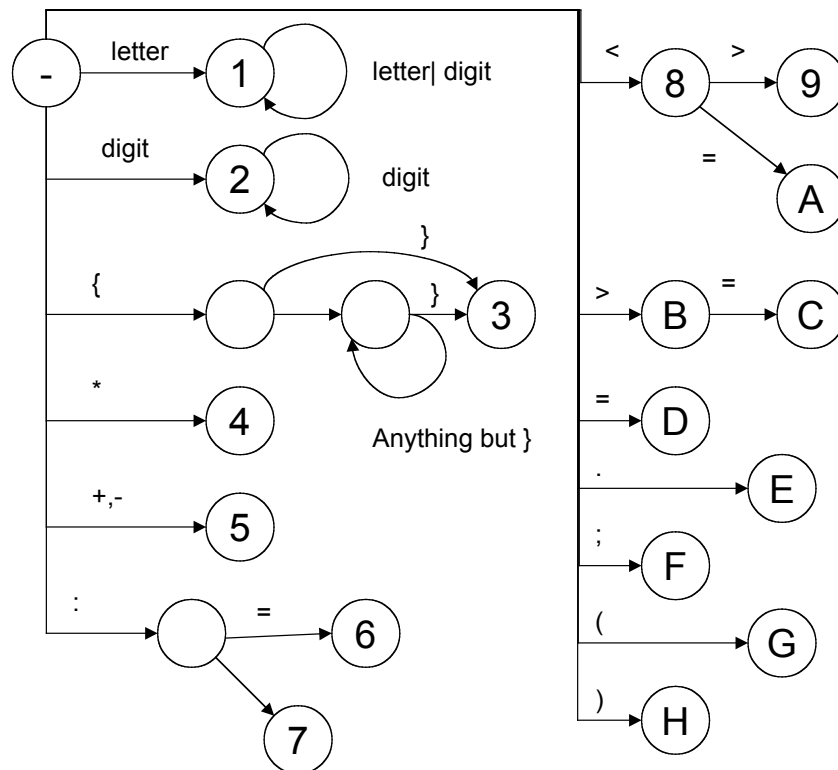 -
letter
1
letter| digit
digit
2
digit
{
}
}
3
Anything but }
*
4
+,-
5
:
=
6
7
<
8
>
9
=
A
>
B
=
C
=
D
.
E
;
F
(
G
)
H